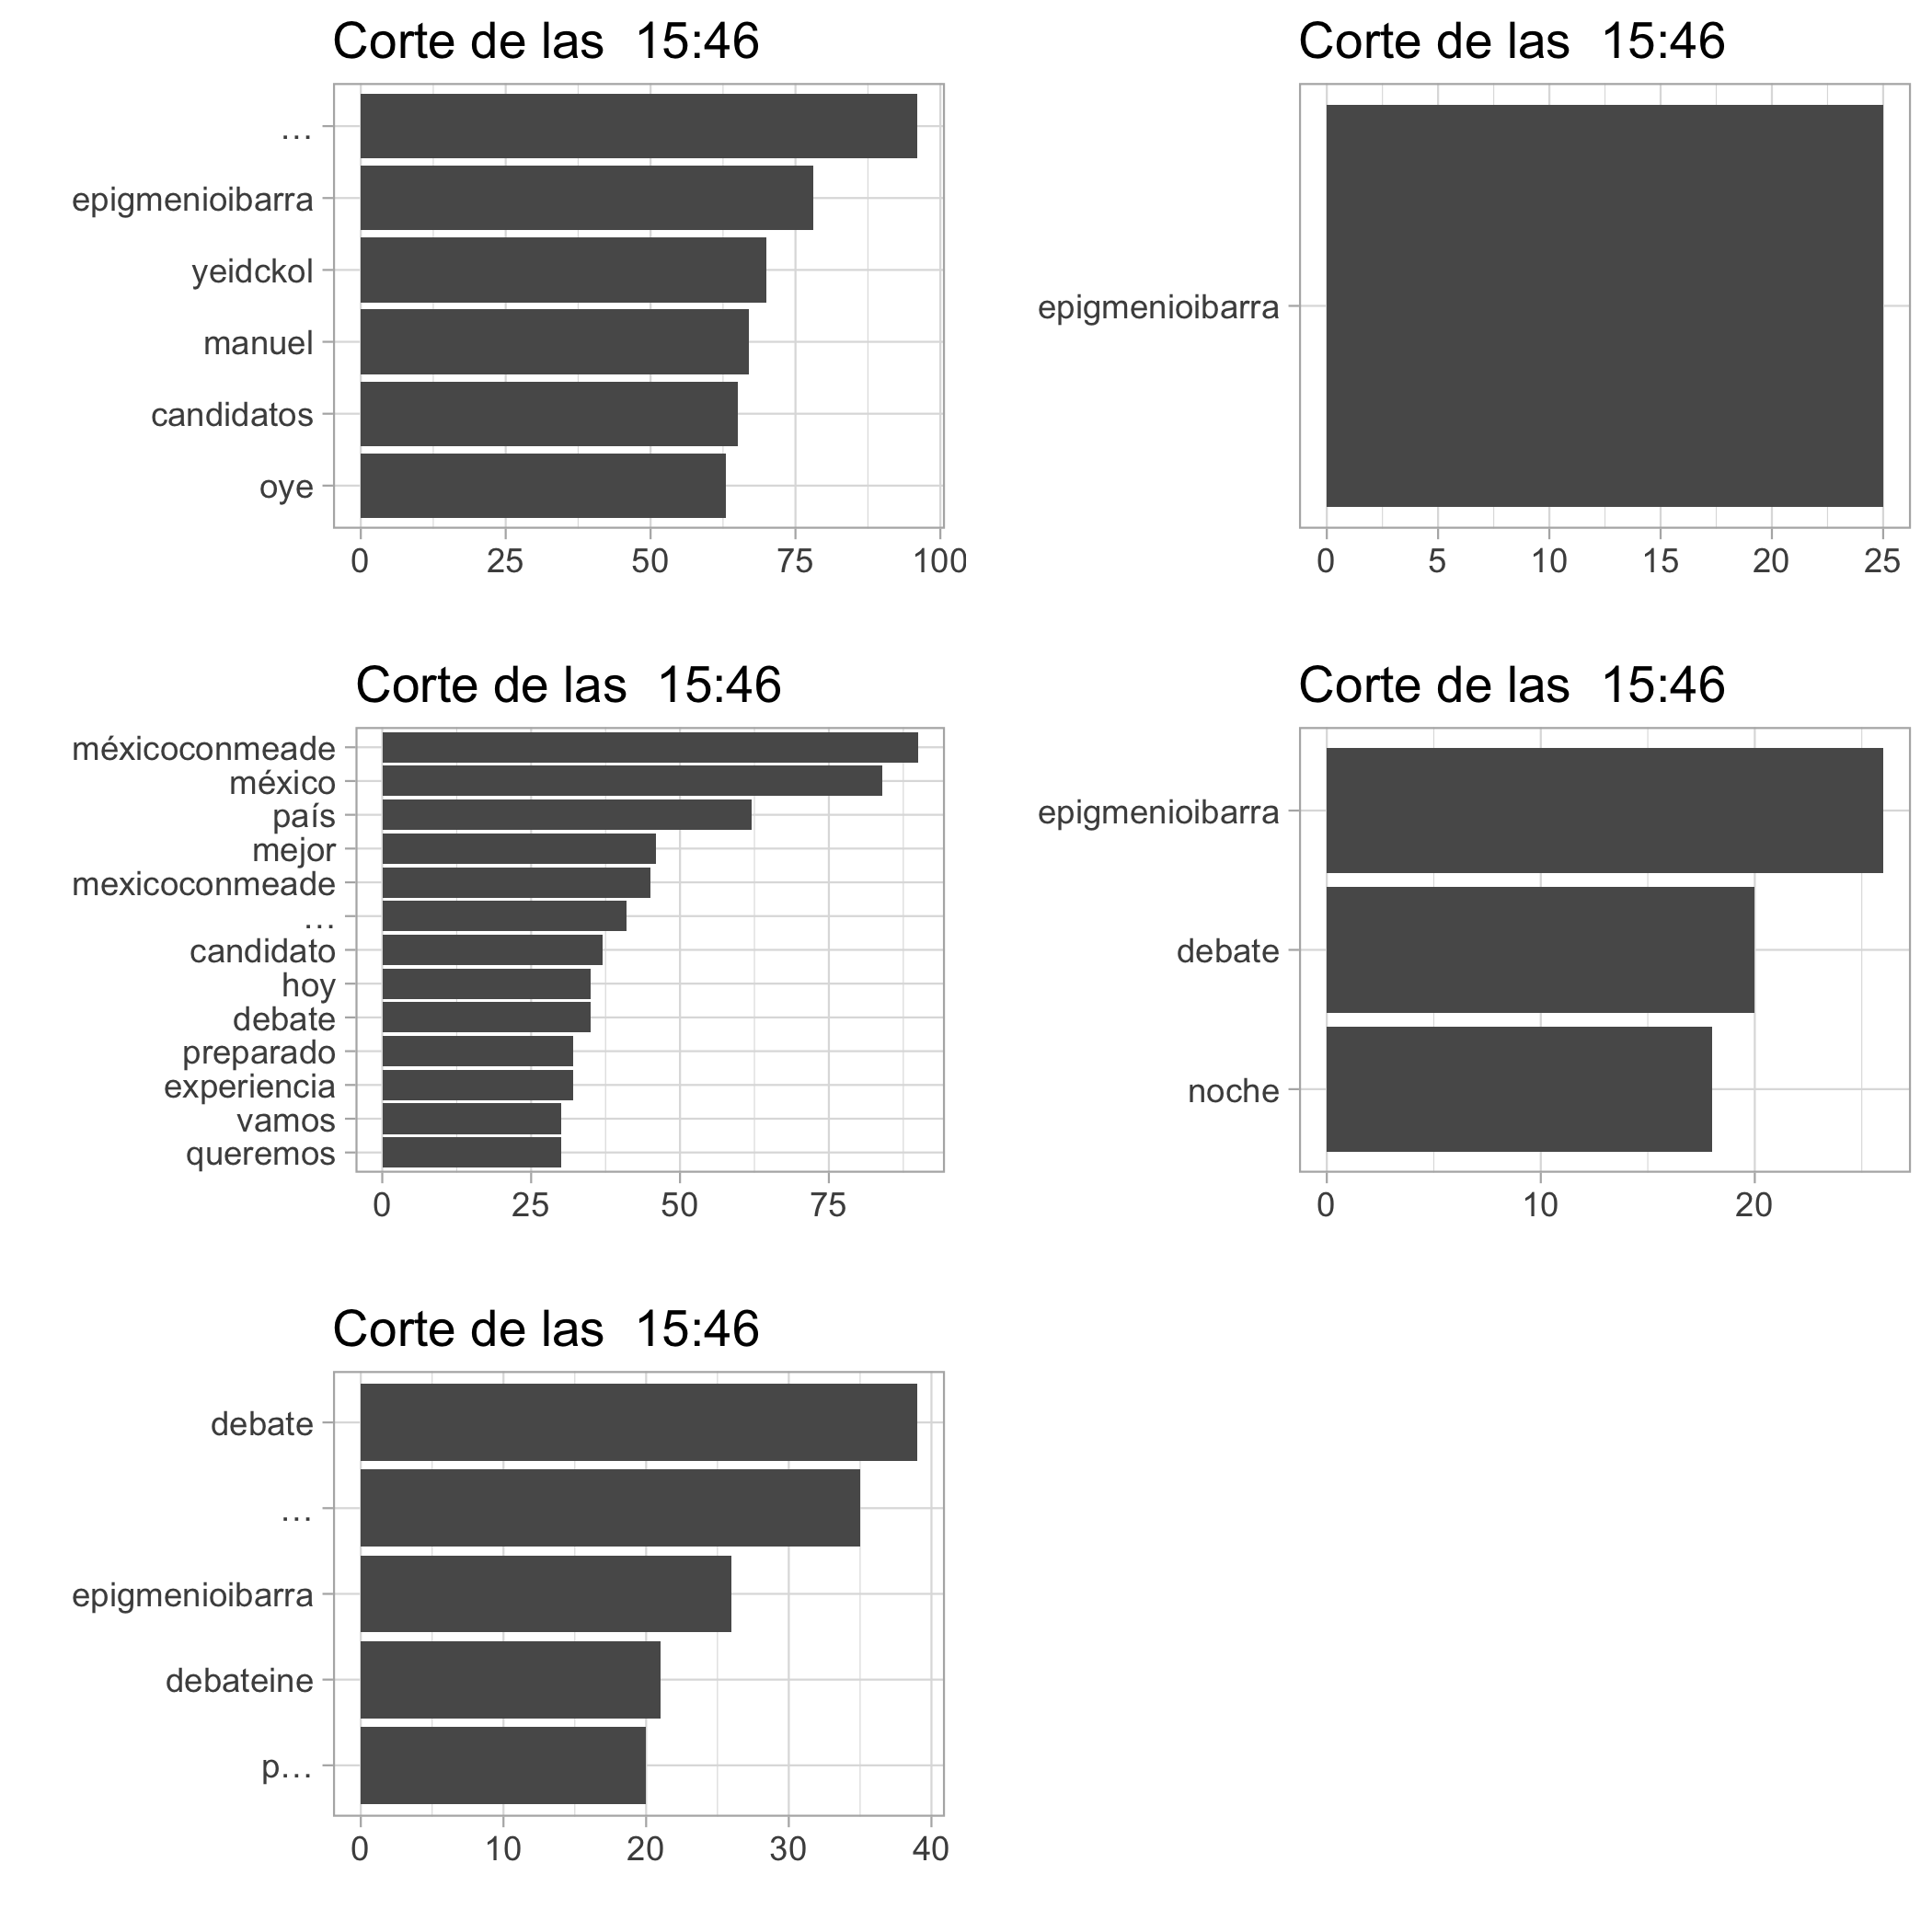 Corte de las  15:46
…
epigmenioibarra
yeidckol
manuel
candidatos
oye
0 25 50 75 100
Corte de las  15:46
epigmenioibarra
0 5 10 15 20 25
Corte de las  15:46
méxicoconmeade
méxico
país
mejor
mexicoconmeade
…
candidato
hoy
debate
preparado
experiencia
vamos
queremos
0 25 50 75
Corte de las  15:46
epigmenioibarra
debate
noche
0 10 20
Corte de las  15:46
debate
…
epigmenioibarra
debateine
p…
0 10 20 30 40